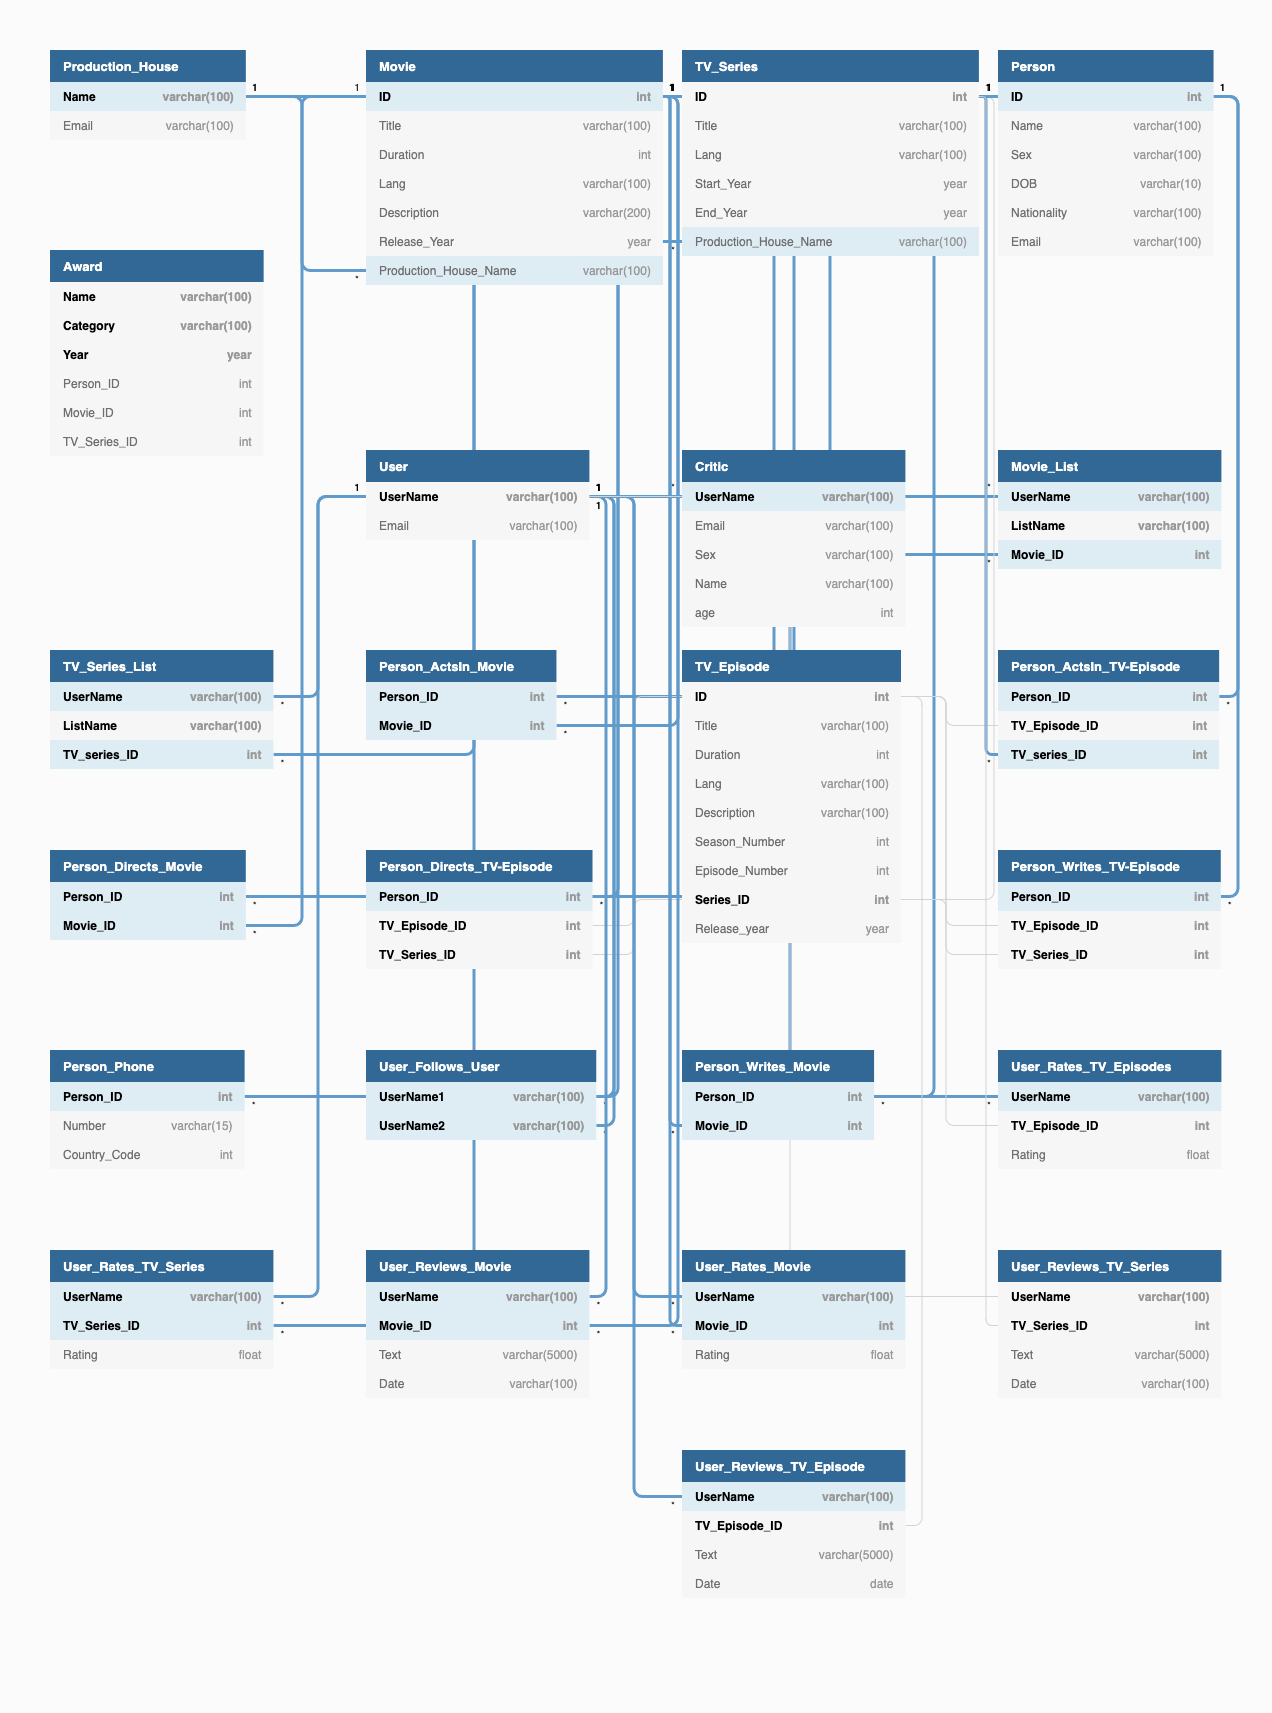 Production_House
Name varchar(100)
Email varchar(100)
Movie
ID int
Title varchar(100)
Duration int
Lang varchar(100)
Description varchar(200)
Release_Year year
Production_House_Name varchar(100)
TV_Series
ID int
Title varchar(100)
Lang varchar(100)
Start_Year year
End_Year year
Production_House_Name varchar(100)
Person
ID int
Name varchar(100)
Sex varchar(100)
DOB varchar(10)
Nationality varchar(100)
Email varchar(100)
1
1
1
1
1
Award
Name varchar(100)
Category varchar(100)
Year year
Person_ID int
Movie_ID int
TV_Series_ID int
User
UserName varchar(100)
Email varchar(100)
1
1
1
Critic
UserName varchar(100)
Email varchar(100)
Sex varchar(100)
Name varchar(100)
age int
Movie_List
UserName varchar(100)
ListName varchar(100)
Movie_ID int
TV_Series_List
UserName varchar(100)
ListName varchar(100)
TV_series_ID int
Person_ActsIn_Movie
Person_ID int
Movie_ID int
TV_Episode
ID int
Title varchar(100)
Duration int
Lang varchar(100)
Description varchar(100)
Season_Number int
Episode_Number int
Series_ID int
Release_year year
Person_ActsIn_TV-Episode
Person_ID int
TV_Episode_ID int
TV_series_ID int
Person_Directs_Movie
Person_ID int
Movie_ID int
Person_Directs_TV-Episode
Person_ID int
TV_Episode_ID int
TV_Series_ID int
Person_Writes_TV-Episode
Person_ID int
TV_Episode_ID int
TV_Series_ID int
Person_Phone
Person_ID int
Number varchar(15)
Country_Code int
User_Follows_User
UserName1 varchar(100)
UserName2 varchar(100)
Person_Writes_Movie
Person_ID int
Movie_ID int
User_Rates_TV_Episodes
UserName varchar(100)
TV_Episode_ID int
Rating float
User_Rates_TV_Series
UserName varchar(100)
TV_Series_ID int
Rating float
User_Reviews_Movie
UserName varchar(100)
Movie_ID int
Text varchar(5000)
Date varchar(100)
User_Rates_Movie
UserName varchar(100)
Movie_ID int
Rating float
User_Reviews_TV_Series
UserName varchar(100)
TV_Series_ID int
Text varchar(5000)
Date varchar(100)
User_Reviews_TV_Episode
UserName varchar(100)
TV_Episode_ID int
Text varchar(5000)
Date date